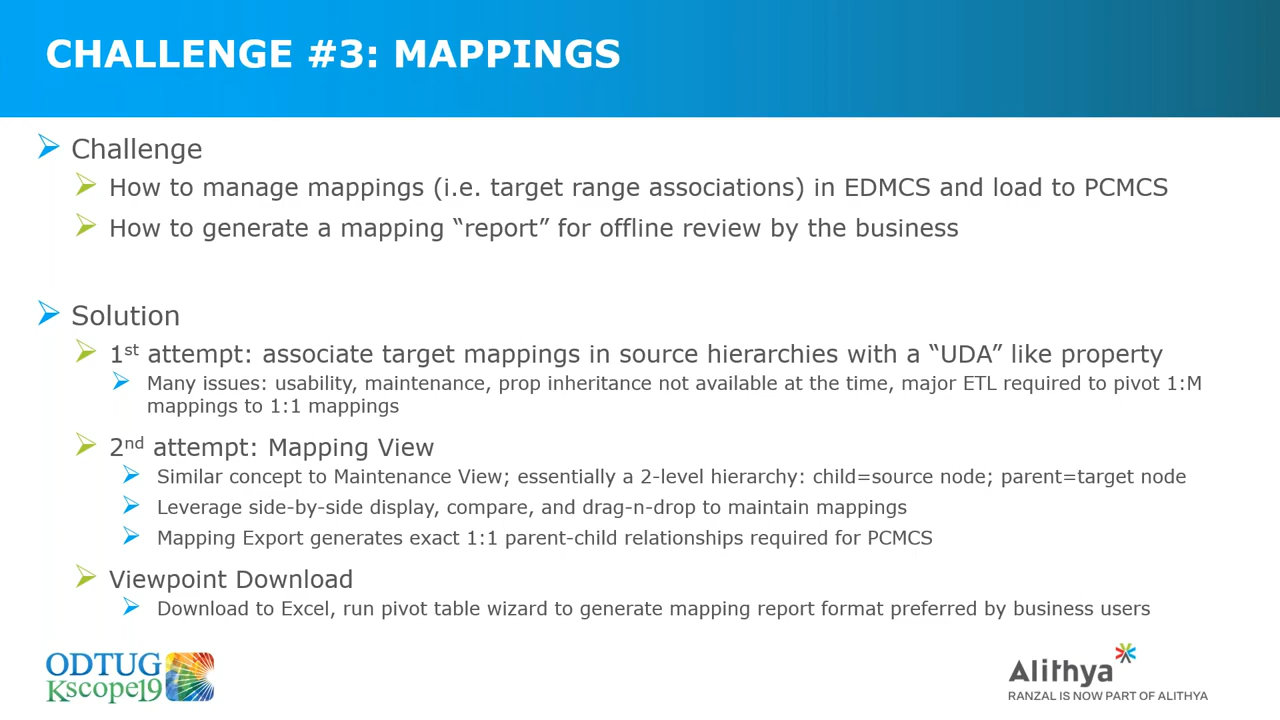 CHALLENGE #3: MAPPINGS
Challenge
How to manage mappings (i.e. target range associations) in EDMCS and load to PCMCS
How to generate a mapping “report” for offline review by the business
Solution
1st attempt: associate target mappings in source hierarchies with a “UDA” like property
Many issues: usability, maintenance, prop inheritance not available at the time, major ETL required to pivot 1:M
mappings to 1:1 mappings
2nd attempt: Mapping View
Similar concept to Maintenance View; essentially a 2-level hierarchy: child=source node; parent=target node
Leverage side-by-side display, compare, and drag-n-drop to maintain mappings
Mapping Export generates exact 1:1 parent-child relationships required for PCMCS
Viewpoint Download
Download to Excel, run pivot table wizard to generate mapping report format preferred by business users
ODTUG
Kscope19
Alithya
RANZAL IS NOW PART OF ALITHYA